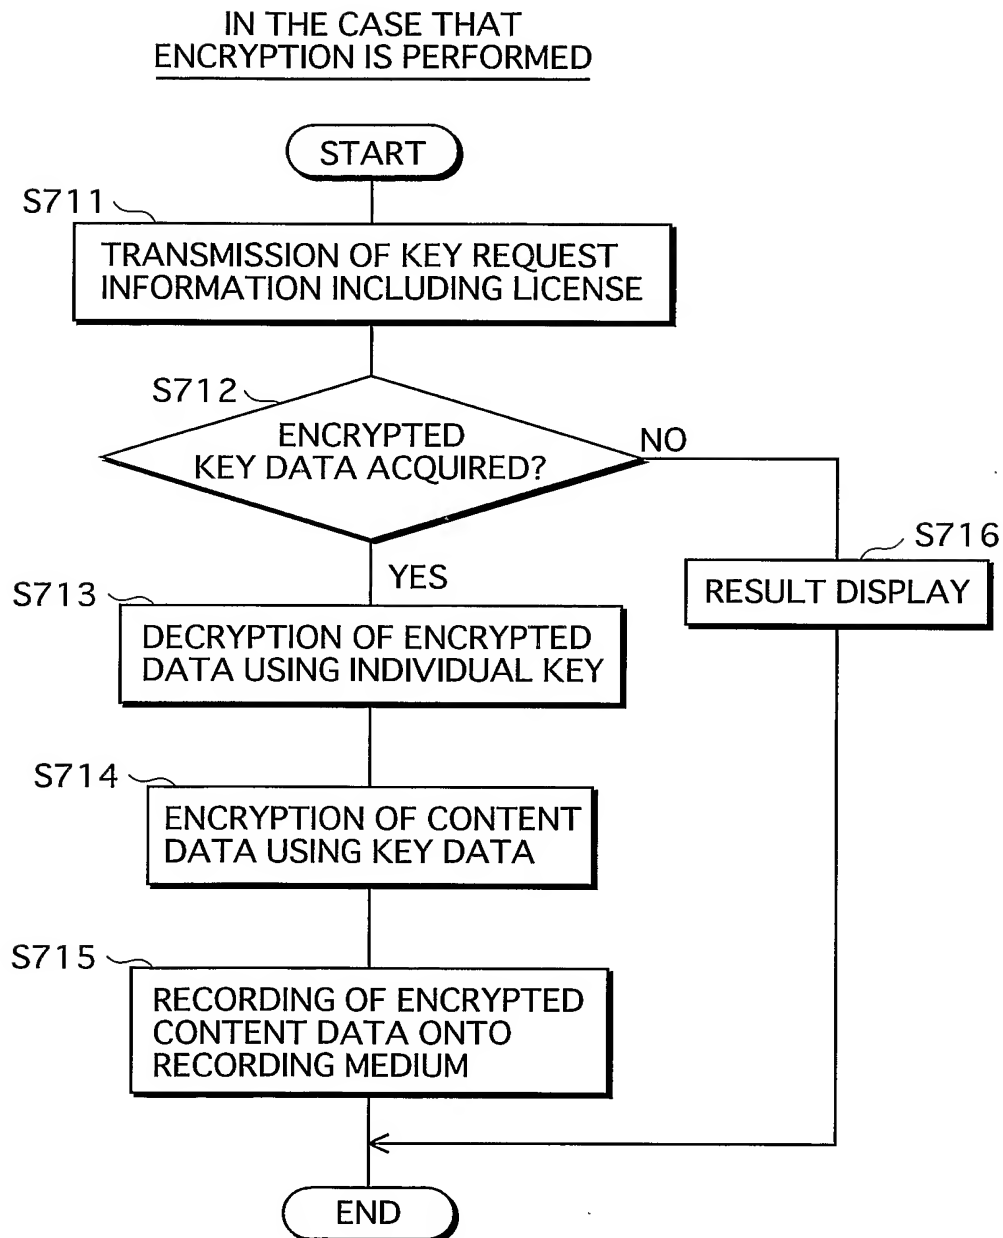 IN THE CASE THAT
ENCRYPTION IS PERFORMED
START
S711
TRANSMISSION OF KEY REQUEST
INFORMATION INCLUDING LICENSE
S712
ENCRYPTED
KEY DATA ACQUIRED?
NO
YES
S716
RESULT DISPLAY
S713
DECRYPTION OF ENCRYPTED
DATA USING INDIVIDUAL KEY
S714
ENCRYPTION OF CONTENT
DATA USING KEY DATA
S715
RECORDING OF ENCRYPTED
CONTENT DATA ONTO
RECORDING MEDIUM
END